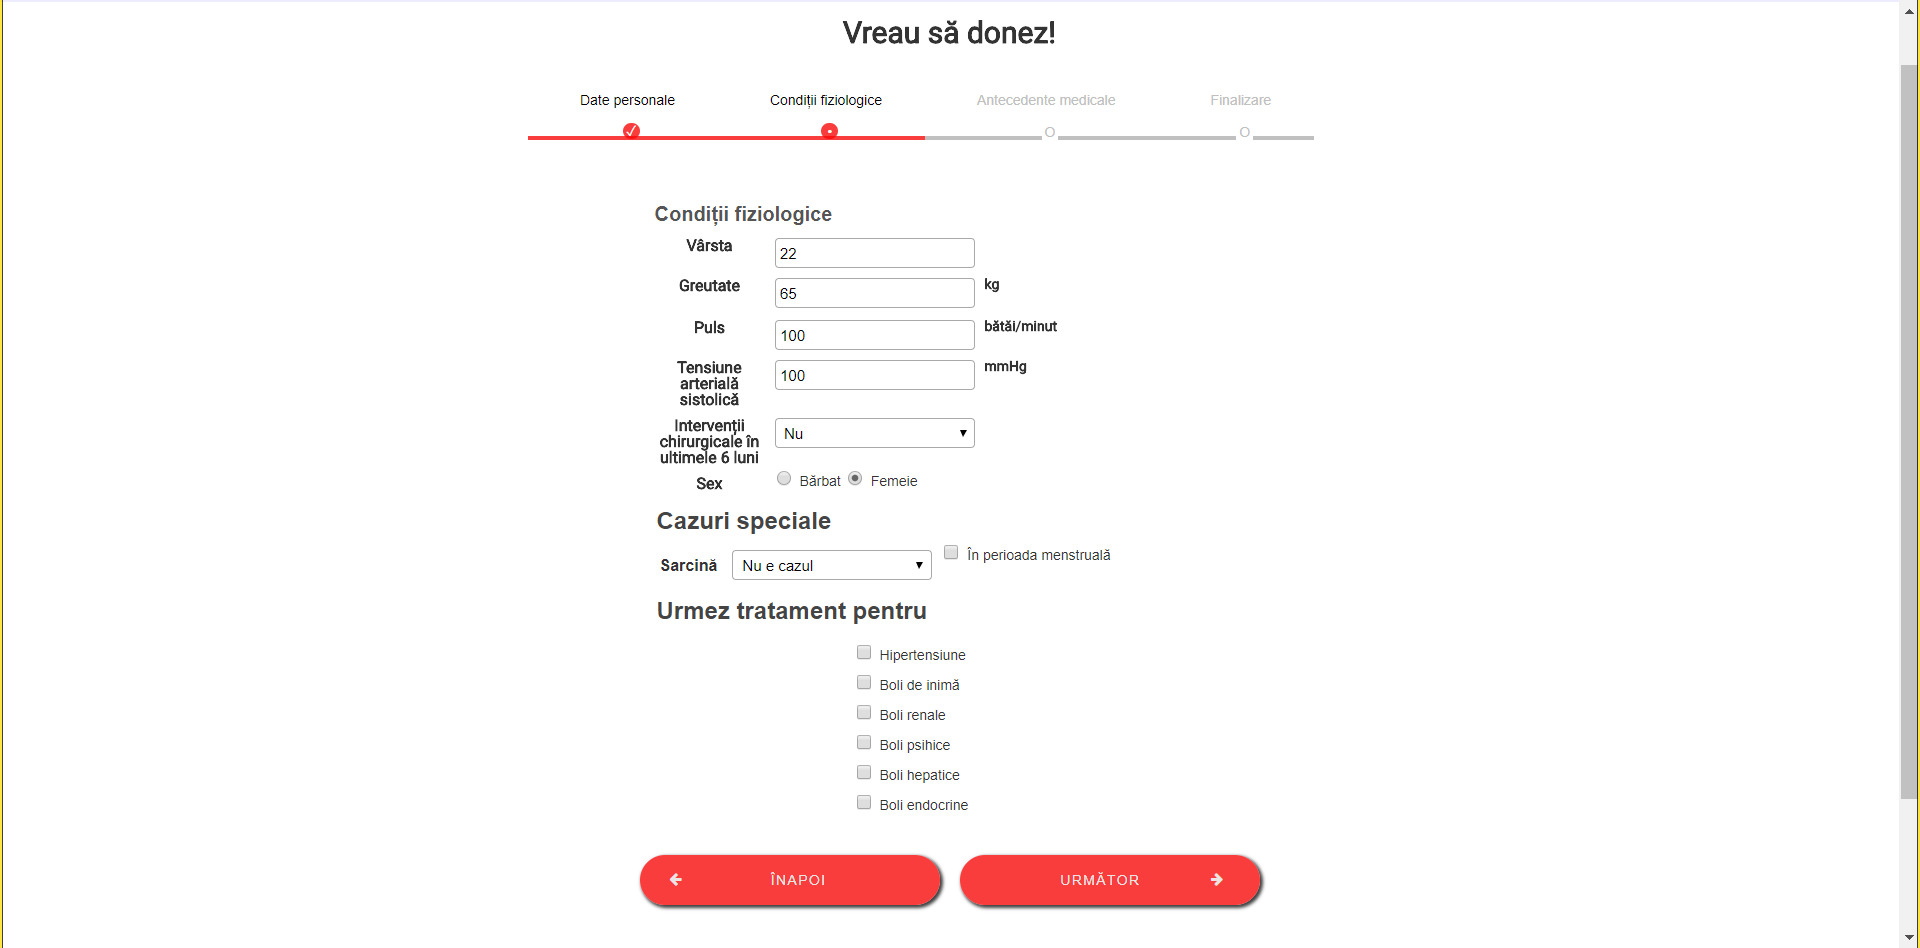 Vreau să donez!
Date personale
Condiții fiziologice
Antecedente medicale
Finalizare
Condiții fiziologice
Vârsta
22
Greutate
65
kg
Puls
100
bătăi/minut
Tensiune
arterială
sistolică
100
mmHg
Intervenții
chirurgicale în
ultimele 6 luni
Nu
Sex
Bărbat
Femeie
Cazuri speciale
Sarcină
Nu e cazul
În perioada menstruală
Urmez tratament pentru
Hipertensiune
Boli de inimă
Boli renale
Boli psihice
Boli hepatice
Boli endocrine
ÎNAPOI
URMĂTOR